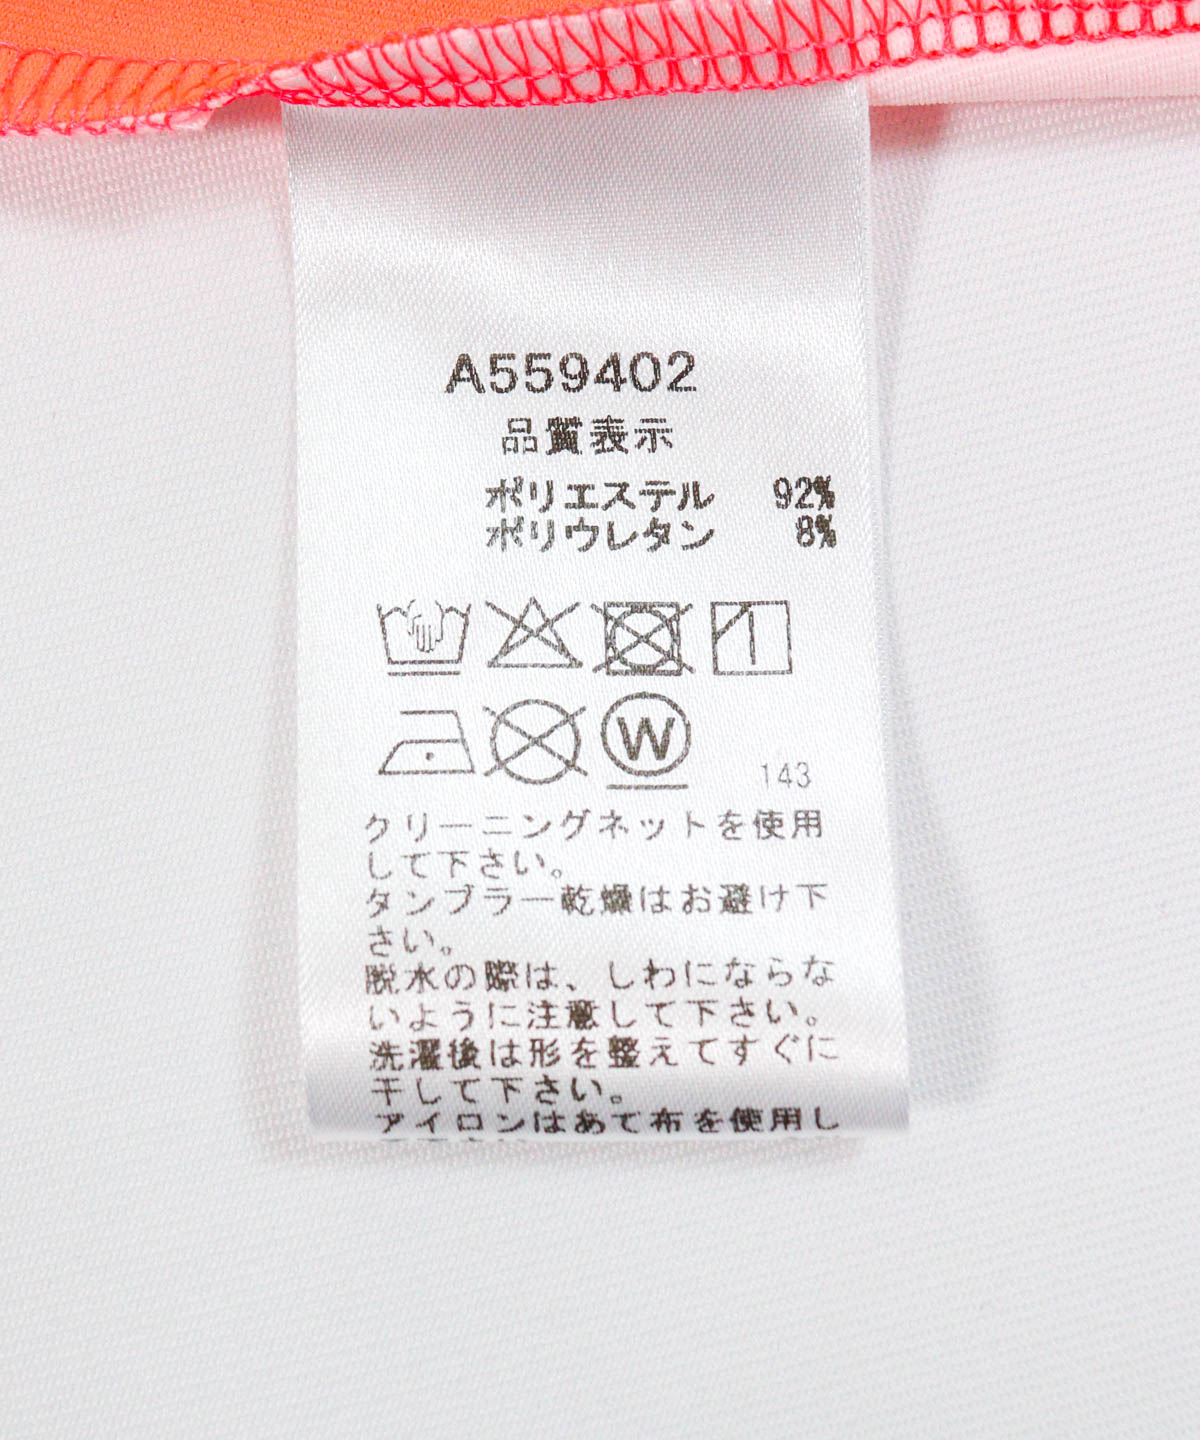 A559402
品質表示
ポリエステル 92%
ポリウレタン 8%
W
143
クリーニングネットを使用
して下さい。
タンブラー乾燥はお避け下
さい。
脱水の際は、しわにならな
いように注意して下さい。
洗濯後は形を整えてすぐに
干して下さい。
アイロンはあて布を使用し